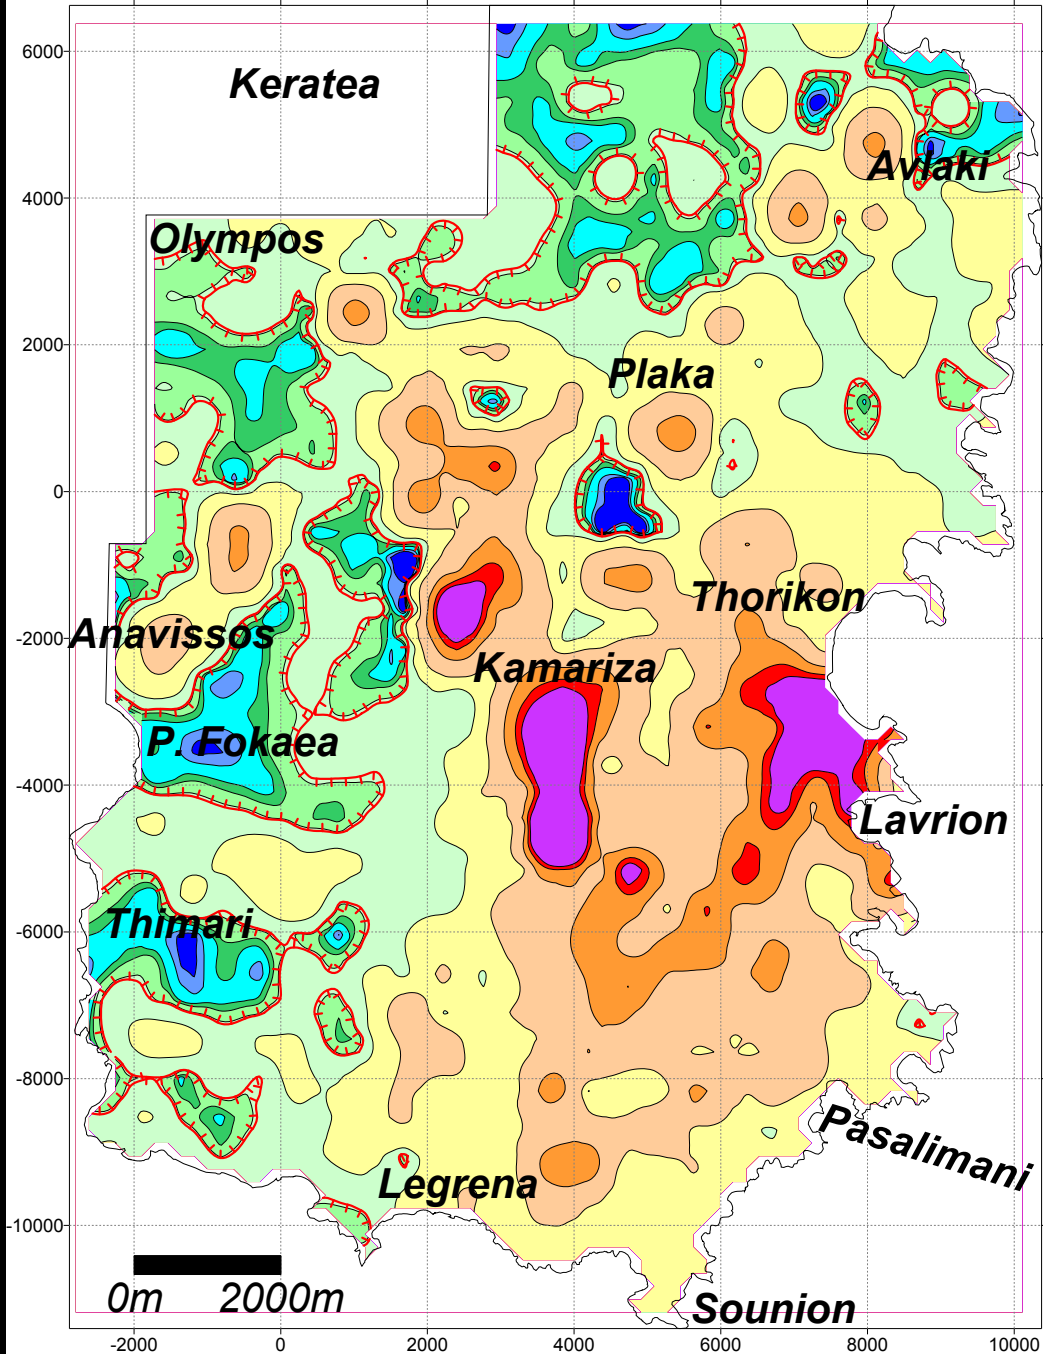 6000
Keratea
Avlaki
4000
Olympos
2000
Plaka
0
Thorikon
Anavissos
-2000
Kamariza
P. Fokaea
-4000
Lavrion
Thimari
-6000
-8000
Pasalimani
Legrena
-10000
0m 2000m
Sounion
-2000 0 2000 4000 6000 8000 10000